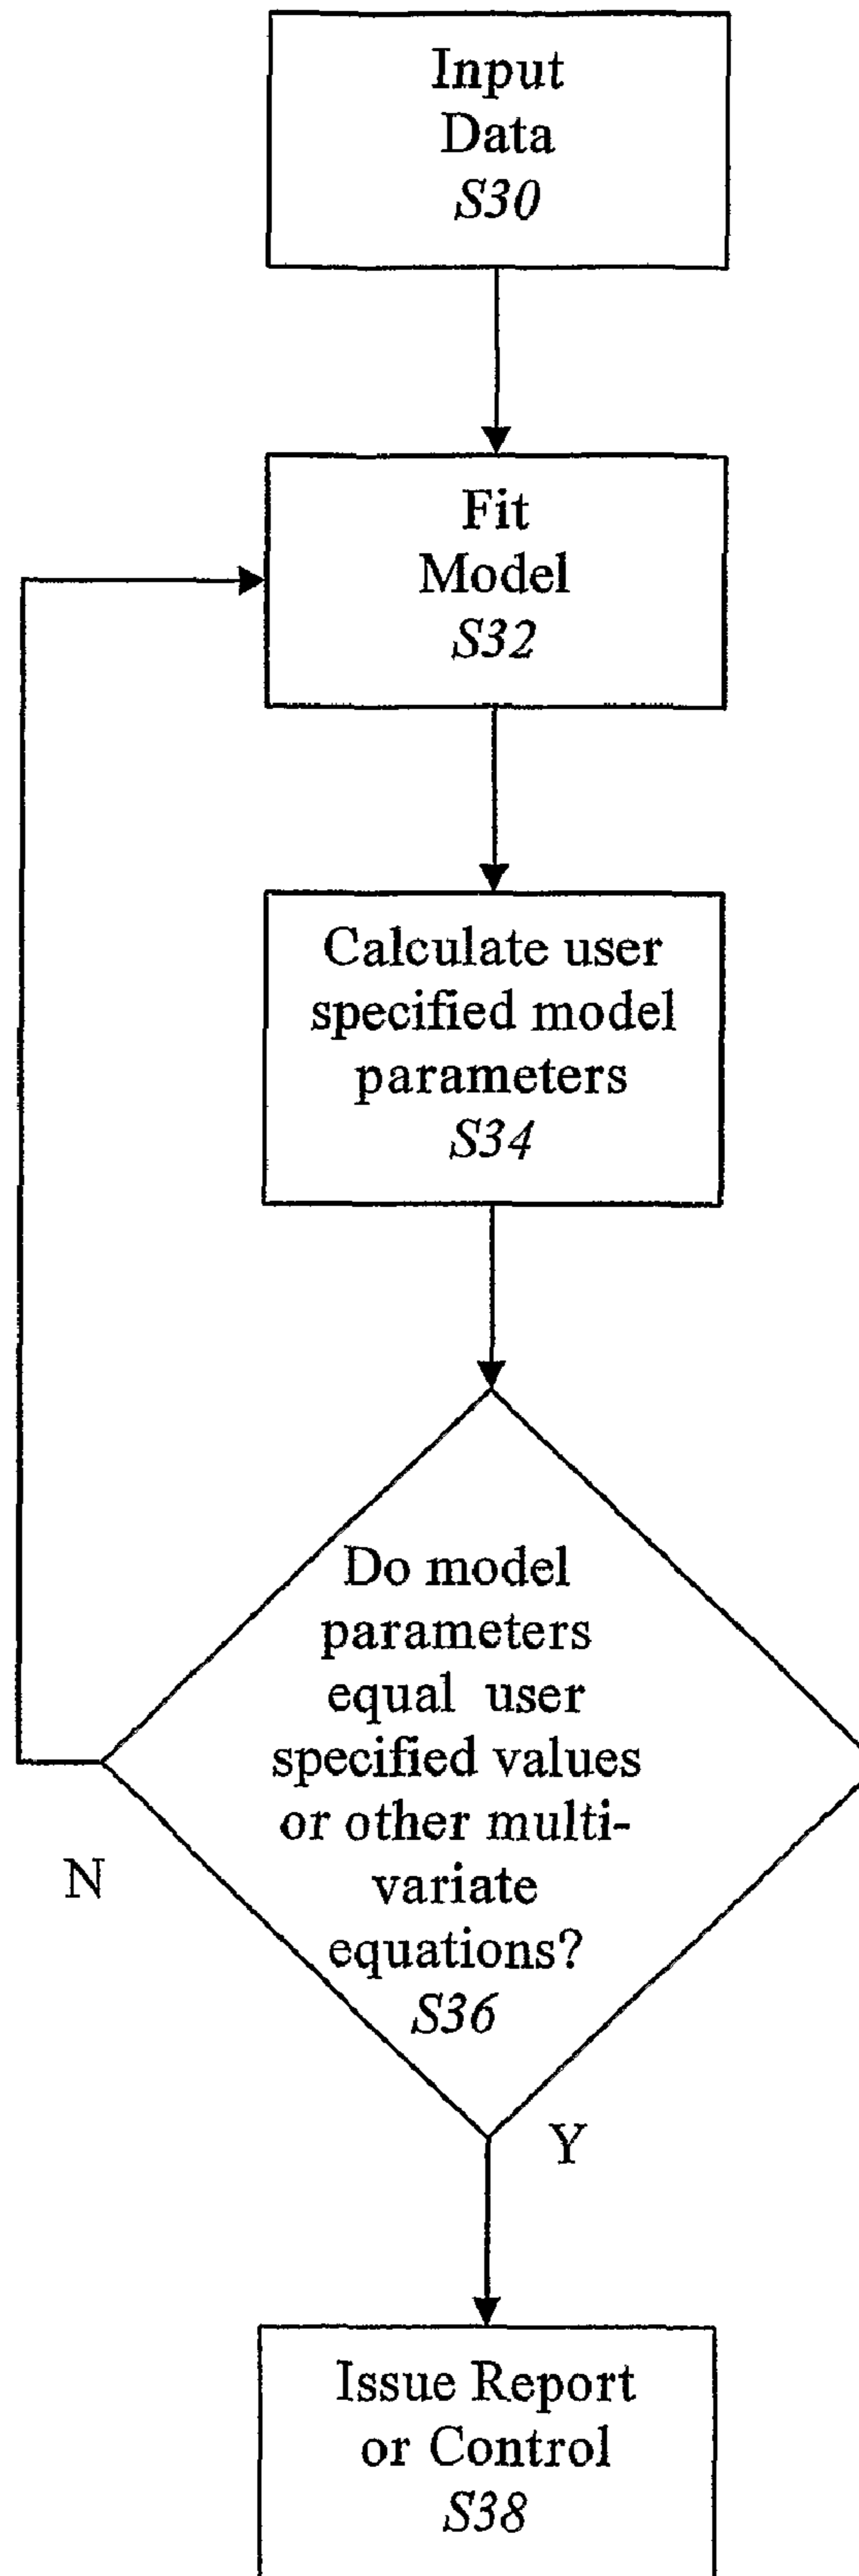 Input
Data
S30
Fit
Model
S32
Calculate user
specified model
parameters
S34
Do model
parameters
equal user
specified values
or other multi-
variate
equations?
S36
N
Y
Issue Report
or Control
S38